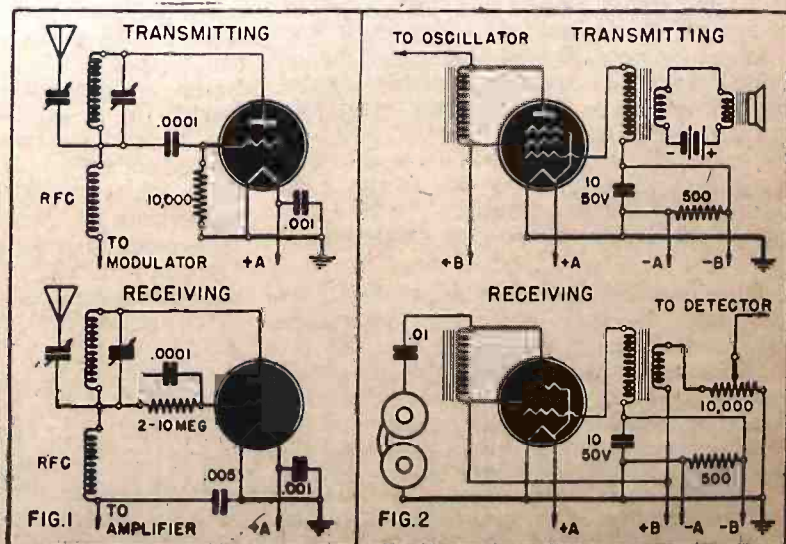 TRANSMITTING
.0001
10,000
.001
RFC
TO
MODULATOR
+A
RECEIVING
.0001
2-10 MEG
RFC
.005
.001
TO
AMPLIFIER
+A
FIG.1
TO OSCILLATOR
TRANSMITTING
- +
10
50V
500
+B +A -A -B
RECEIVING
TO DETECTOR
.01
10,000
10
50V
500
FIG.2
+A +B -A -B